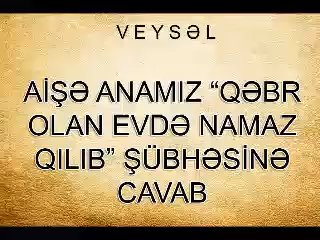 VEYSƏL
AİŞƏ ANAMIZ “QƏBR
OLAN EVDƏ NAMAZ
QILIB” ŞÜBHƏSİNƏ
CAVAB